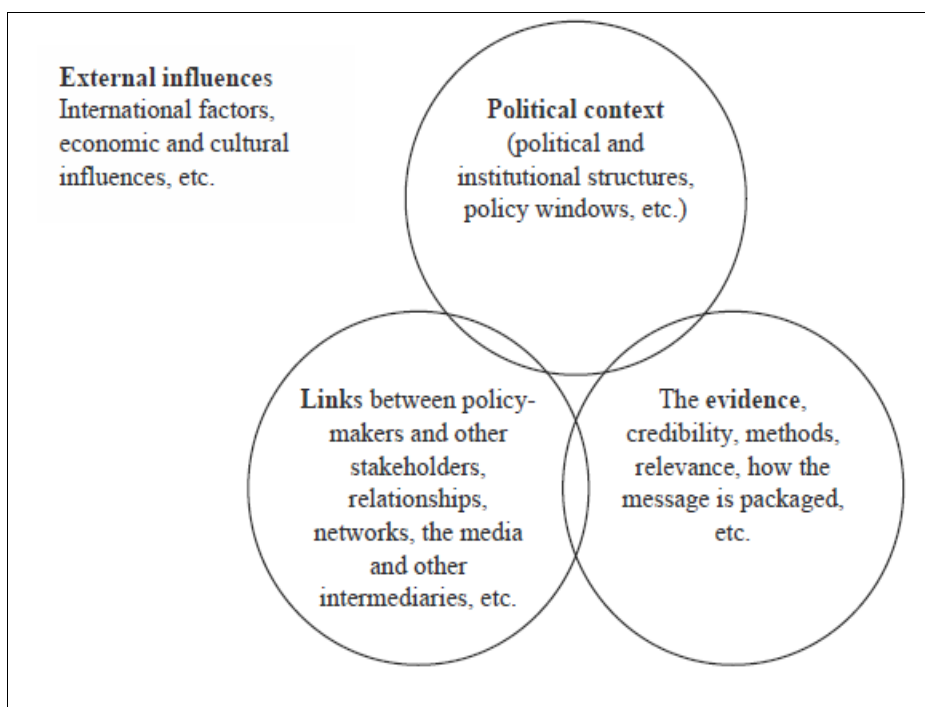 External influences
International factors,
economic and cultural
influences, etc.
Political context
(political and
institutional structures,
policy windows, etc.)
Links between policy-
makers and other
stakeholders,
relationships,
networks, the media
and other
intermediaries, etc.
The evidence,
credibility, methods,
relevance, how the
message is packaged,
etc.